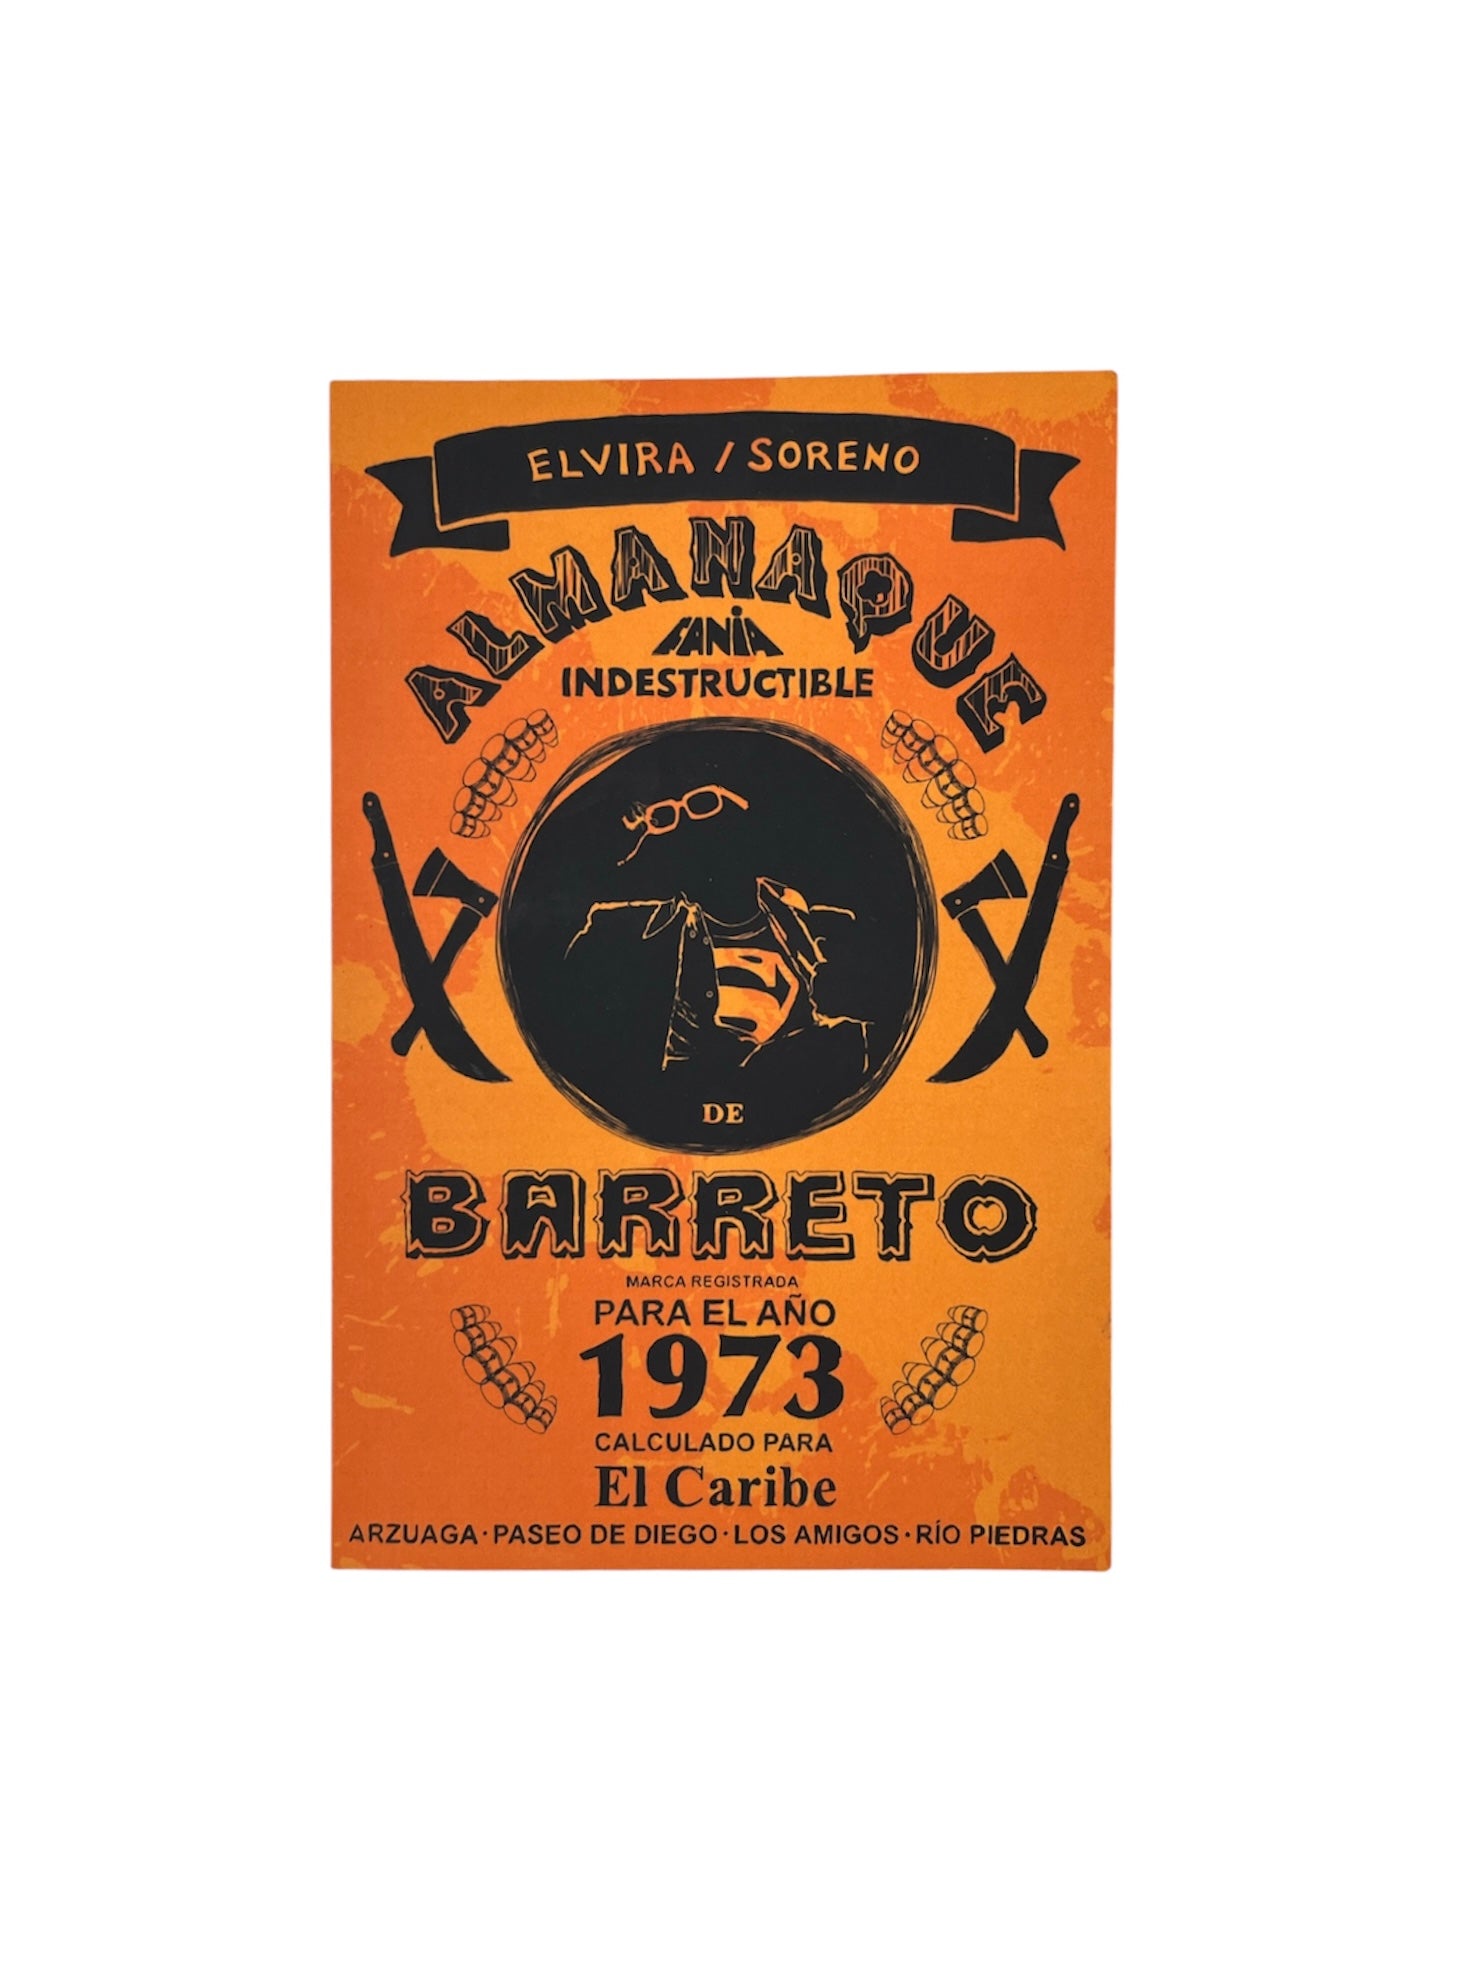 ELVIRA / SORENO
ALMANAQUE
FANIA
INDESTRUCTIBLE
DE
BARRETO
MARCA REGISTRADA
PARA EL AÑO
1973
CALCULADO PARA
El Caribe
ARZUAGA · PASEO DE DIEGO · LOS AMIGOS · RÍO PIEDRAS